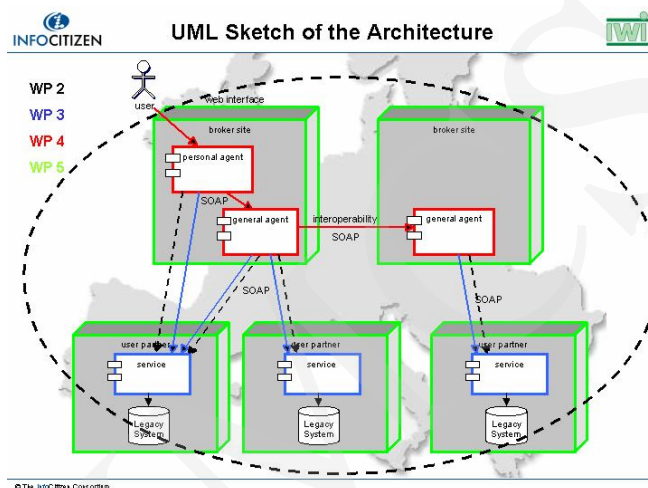 INFOCITIZEN
UML Sketch of the Architecture
IWi
WP 2
WP 3
WP 4
WP 5
user
web interface
broker site
broker site
personal agent
SOAP
general agent
interoperability
SOAP
general agent
SOAP
SOAP
user partner
user partner
user partner
service
service
service
Legacy
System
Legacy
System
Legacy
System
© The InfoCitizen Consortium